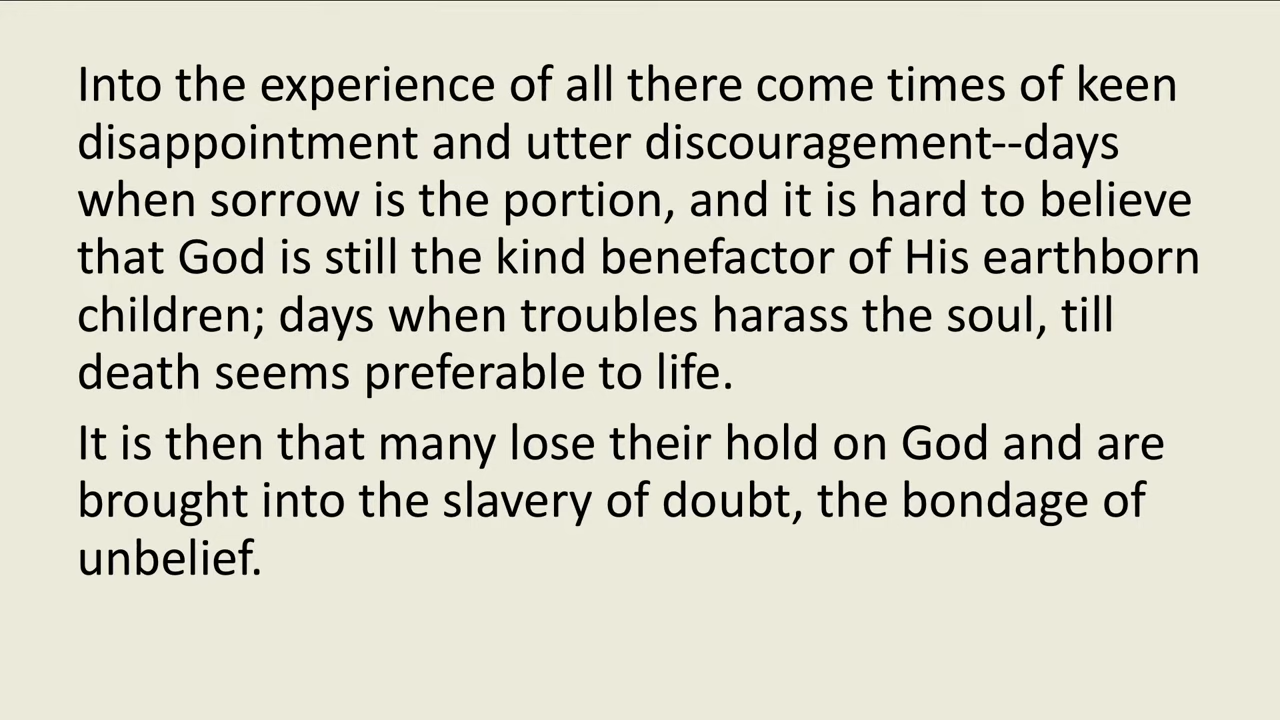 Into the experience of all there come times of keen
disappointment and utter discouragement--days
when sorrow is the portion, and it is hard to believe
that God is still the kind benefactor of His earthborn
children; days when troubles harass the soul, till
death seems preferable to life.
It is then that many lose their hold on God and are
brought into the slavery of doubt, the bondage of
unbelief.